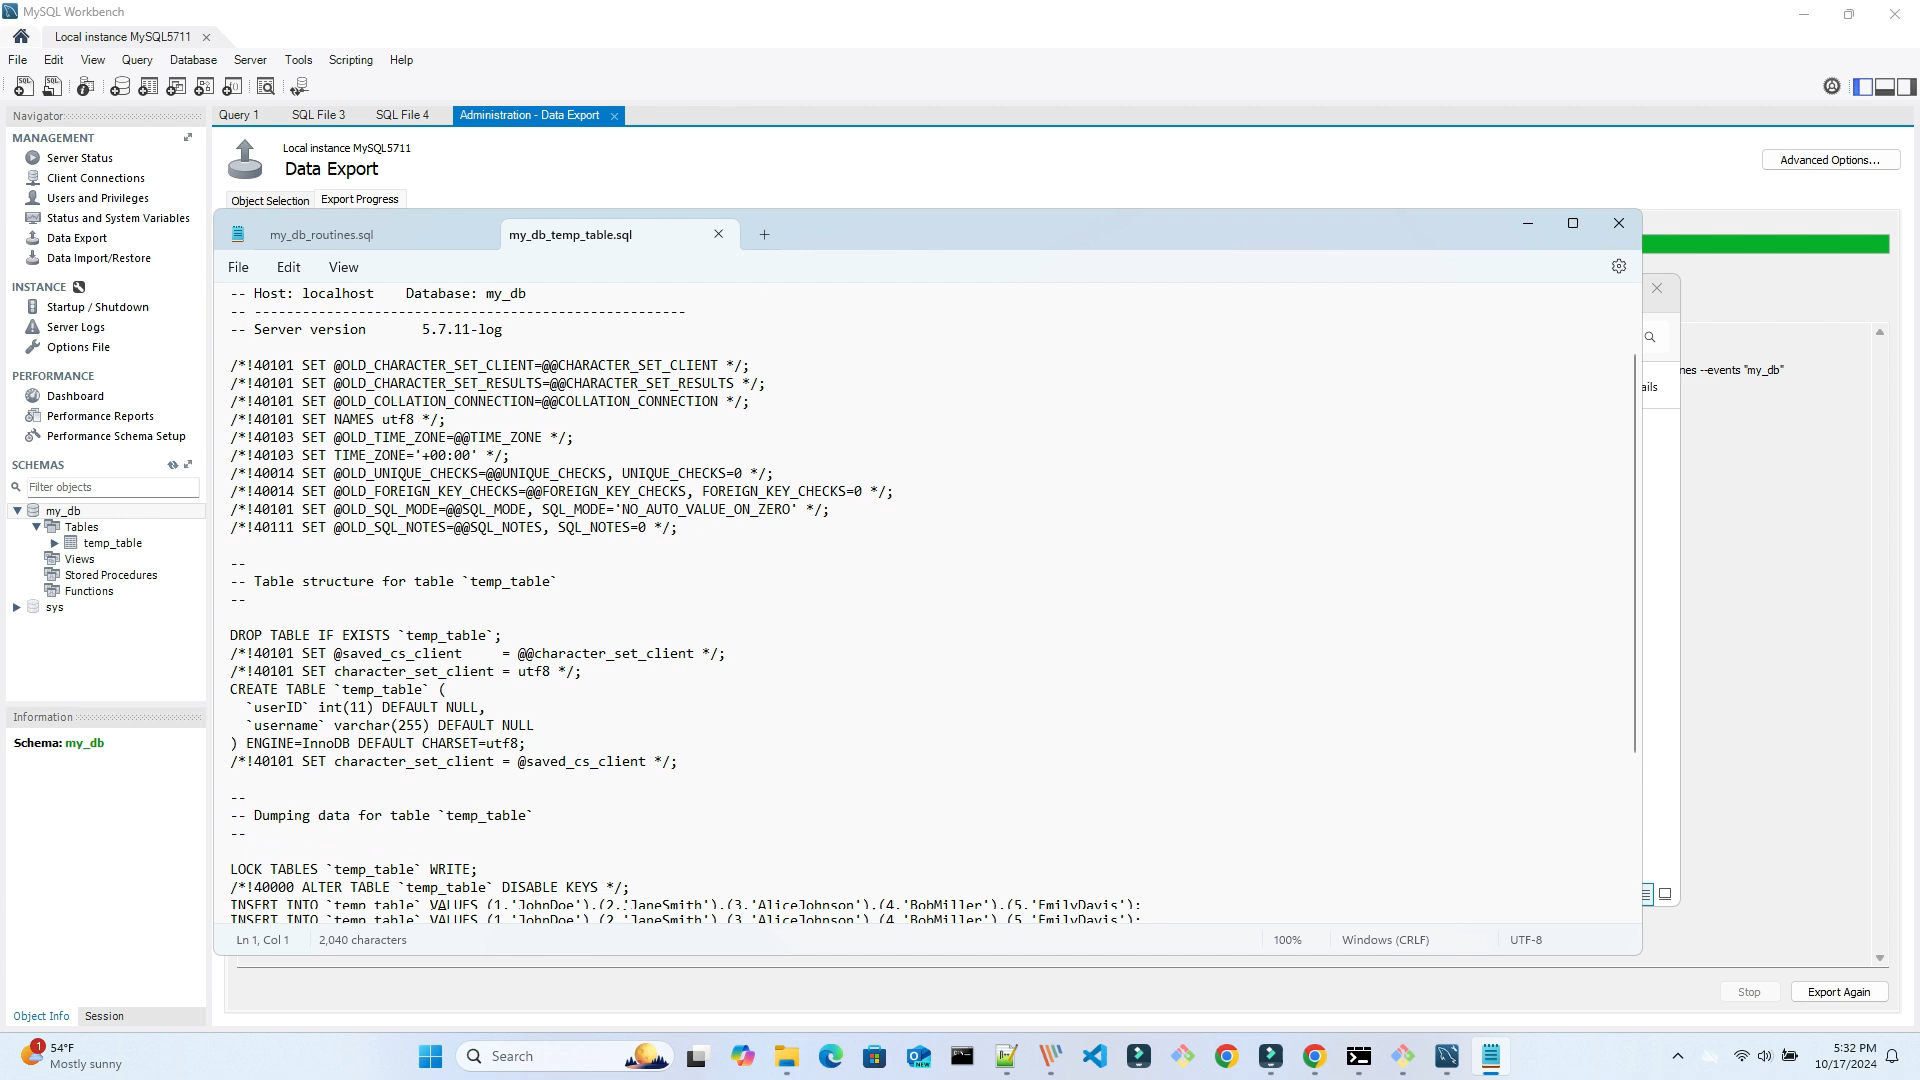 MySQL Workbench
Local instance MySQL5711
File Edit View Query Database Server Tools Scripting Help
Navigator
MANAGEMENT
Server Status
Client Connections
Users and Privileges
Status and System Variables
Data Export
Data Import/Restore
INSTANCE
Startup / Shutdown
Server Logs
Options File
PERFORMANCE
Dashboard
Performance Reports
Performance Schema Setup
SCHEMAS
Filter objects
my_db
Tables
temp_table
Views
Stored Procedures
Functions
sys
Information
Schema: my_db
Object Info Session
Query 1 SQL File 3 SQL File 4 Administration - Data Export
Local instance MySQL5711
Data Export
Advanced Options...
Object Selection Export Progress
my_db_routines.sql my_db_temp_table.sql
File Edit View
-- Host: localhost    Database: my_db
-- ------------------------------------------------------
-- Server version       5.7.11-log
/*!40101 SET @OLD_CHARACTER_SET_CLIENT=@@CHARACTER_SET_CLIENT */;
/*!40101 SET @OLD_CHARACTER_SET_RESULTS=@@CHARACTER_SET_RESULTS */;
/*!40101 SET @OLD_COLLATION_CONNECTION=@@COLLATION_CONNECTION */;
/*!40101 SET NAMES utf8 */;
/*!40103 SET @OLD_TIME_ZONE=@@TIME_ZONE */;
/*!40103 SET TIME_ZONE='+00:00' */;
/*!40014 SET @OLD_UNIQUE_CHECKS=@@UNIQUE_CHECKS, UNIQUE_CHECKS=0 */;
/*!40014 SET @OLD_FOREIGN_KEY_CHECKS=@@FOREIGN_KEY_CHECKS, FOREIGN_KEY_CHECKS=0 */;
/*!40101 SET @OLD_SQL_MODE=@@SQL_MODE, SQL_MODE='NO_AUTO_VALUE_ON_ZERO' */;
/*!40111 SET @OLD_SQL_NOTES=@@SQL_NOTES, SQL_NOTES=0 */;
--
-- Table structure for table `temp_table`
--
DROP TABLE IF EXISTS `temp_table`;
/*!40101 SET @saved_cs_client     = @@character_set_client */;
/*!40101 SET character_set_client = utf8 */;
CREATE TABLE `temp_table` (
  `userID` int(11) DEFAULT NULL,
  `username` varchar(255) DEFAULT NULL
) ENGINE=InnoDB DEFAULT CHARSET=utf8;
/*!40101 SET character_set_client = @saved_cs_client */;
--
-- Dumping data for table `temp_table`
--
LOCK TABLES `temp_table` WRITE;
/*!40000 ALTER TABLE `temp_table` DISABLE KEYS */;
INSERT INTO `temp_table` VALUES (1,'JohnDoe'),(2,'JaneSmith'),(3,'AliceJohnson'),(4,'BobMiller'),(5,'EmilyDavis');
INSERT INTO `temp_table` VALUES (1,'JohnDoe'),(2,'JaneSmith'),(3,'AliceJohnson'),(4,'BobMiller'),(5,'EmilyDavis');
Ln 1, Col 1 2,040 characters 100% Windows (CRLF) UTF-8
nes --events "my_db"
ails
Stop Export Again
1
54°F
Mostly sunny
Search
NEW
5:32 PM
10/17/2024